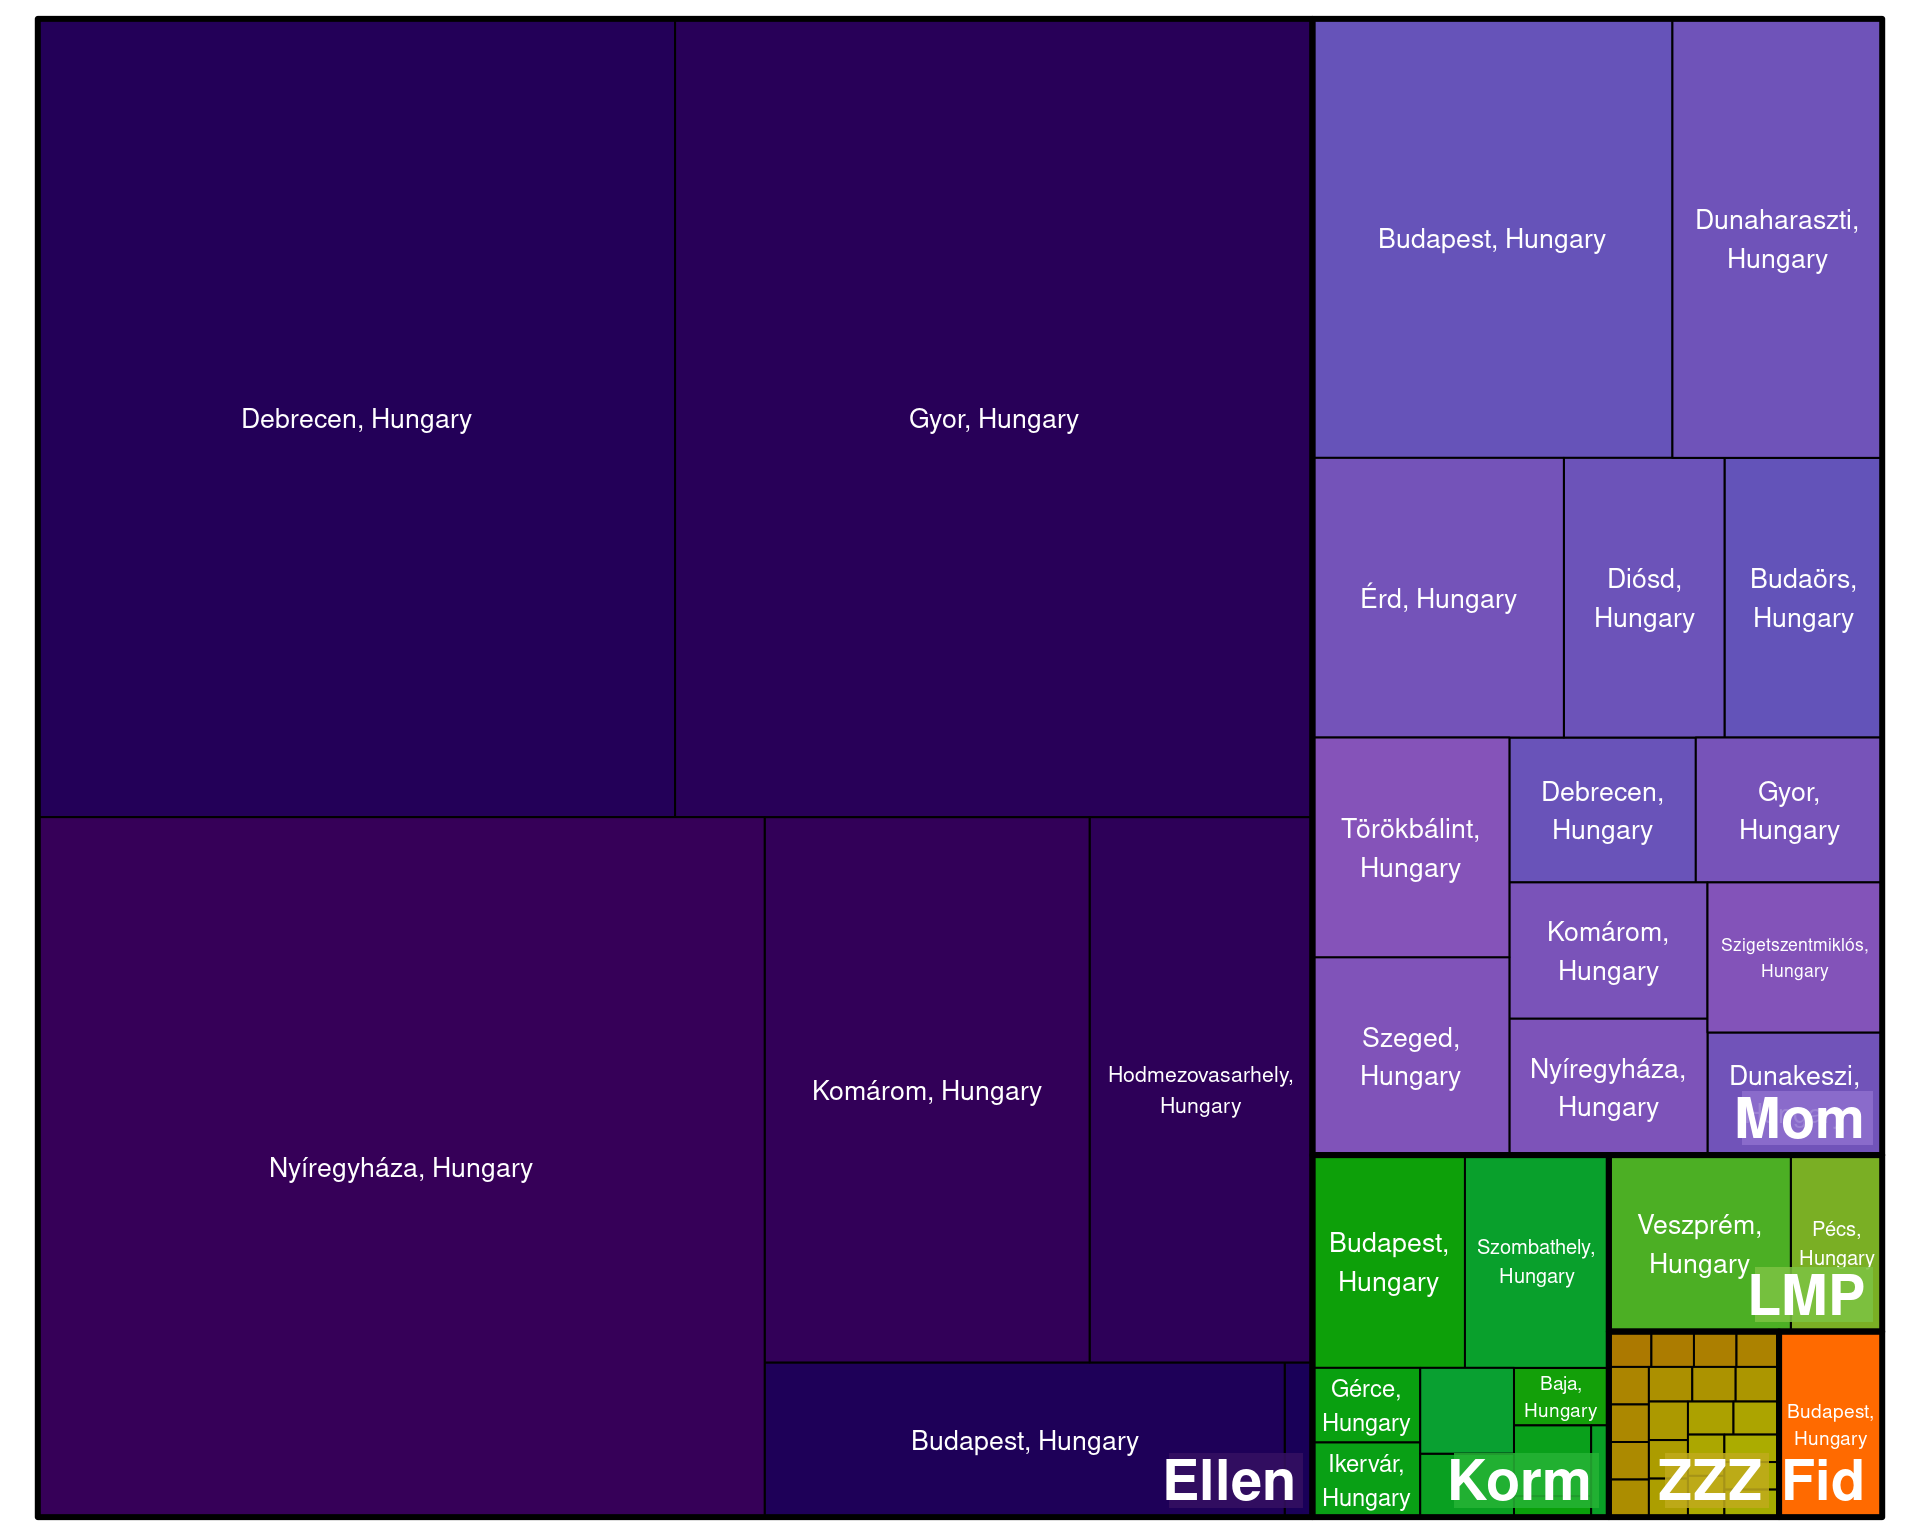 Debrecen, Hungary
Gyor, Hungary
Nyíregyháza, Hungary
Komárom, Hungary
Hodmezovasarhely,
Hungary
Budapest, Hungary
Ellen
Budapest, Hungary
Dunaharaszti,
Hungary
Érd, Hungary
Diósd,
Hungary
Budaörs,
Hungary
Törökbálint,
Hungary
Debrecen,
Hungary
Gyor,
Hungary
Komárom,
Hungary
Szigetszentmiklós,
Hungary
Szeged,
Hungary
Nyíregyháza,
Hungary
Dunakeszi,
Mom
Budapest,
Hungary
Szombathely,
Hungary
Gérce,
Hungary
Baja,
Hungary
Ikervár,
Hungary
Korm
Veszprém,
Hungary
Pécs,
Hungary
LMP
ZZZ
Budapest,
Hungary
Fid